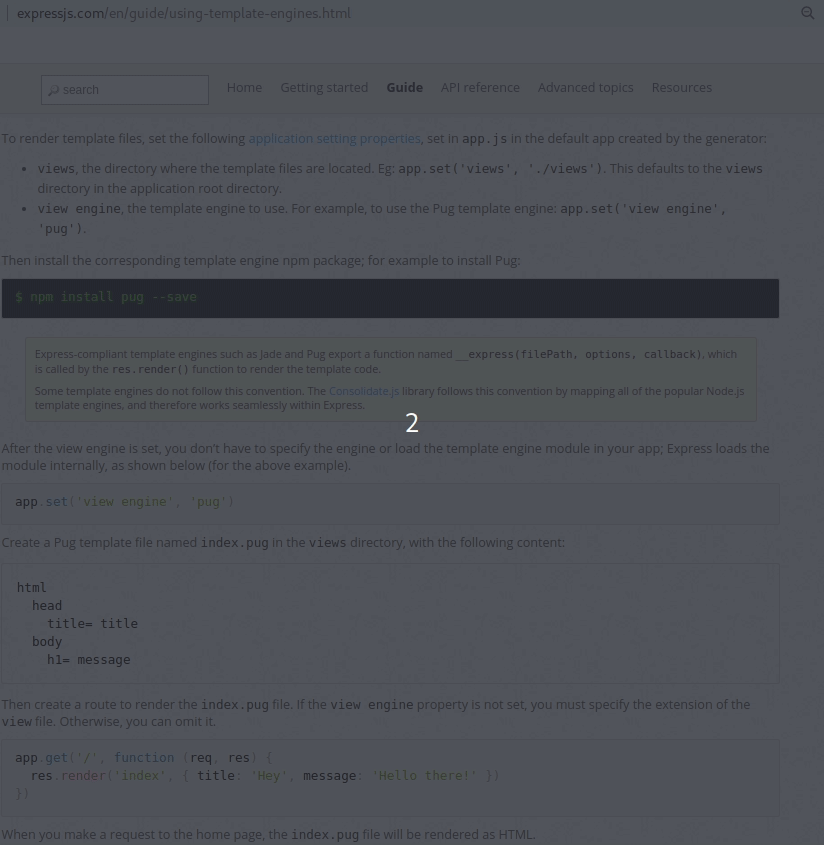 expressjs.com/en/guide/using-template-engines.html
search Home Getting started Guide API reference Advanced topics Resources
To render template files, set the following application setting properties, set in app.js in the default app created by the generator:
• views, the directory where the template files are located. Eg: app.set('views', './views'). This defaults to the views
directory in the application root directory.
• view engine, the template engine to use. For example, to use the Pug template engine: app.set('view engine',
'pug').
Then install the corresponding template engine npm package; for example to install Pug:
$ npm install pug --save
Express-compliant template engines such as Jade and Pug export a function named __express(filePath, options, callback), which
is called by the res.render() function to render the template code.
Some template engines do not follow this convention. The Consolidate.js library follows this convention by mapping all of the popular Node.js
template engines, and therefore works seamlessly within Express.
2
After the view engine is set, you don't have to specify the engine or load the template engine module in your app; Express loads the
module internally, as shown below (for the above example).
app.set('view engine', 'pug')
Create a Pug template file named index.pug in the views directory, with the following content:
html
head
title= title
body
h1= message
Then create a route to render the index.pug file. If the view engine property is not set, you must specify the extension of the
view file. Otherwise, you can omit it.
app.get('/', function (req, res) {
res.render('index', { title: 'Hey', message: 'Hello there!' })
})
When you make a request to the home page, the index.pug file will be rendered as HTML.